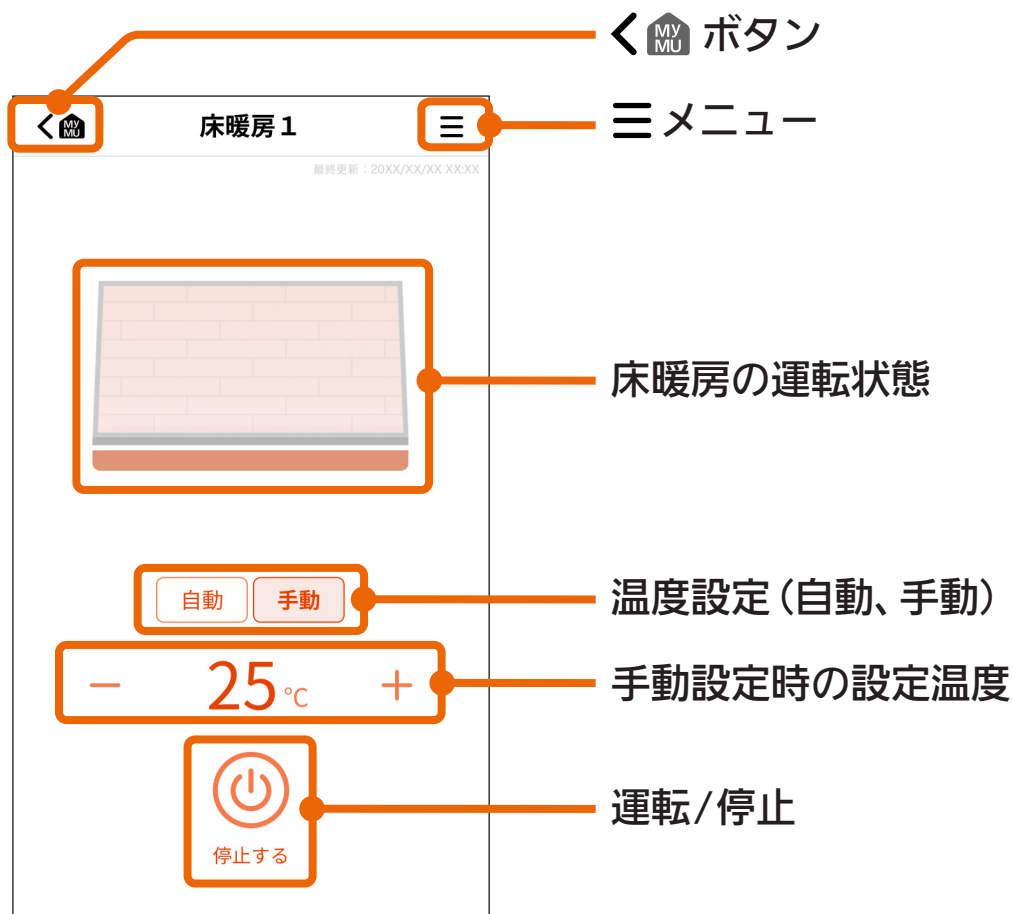 く MY MU ボタン
床暖房1
≡ メニュー
最終更新：20XX/XX/XX XX:XX
床暖房の運転状態
自動 手動
温度設定(自動、手動)
− 25℃ +
手動設定時の設定温度
運転/停止
停止する